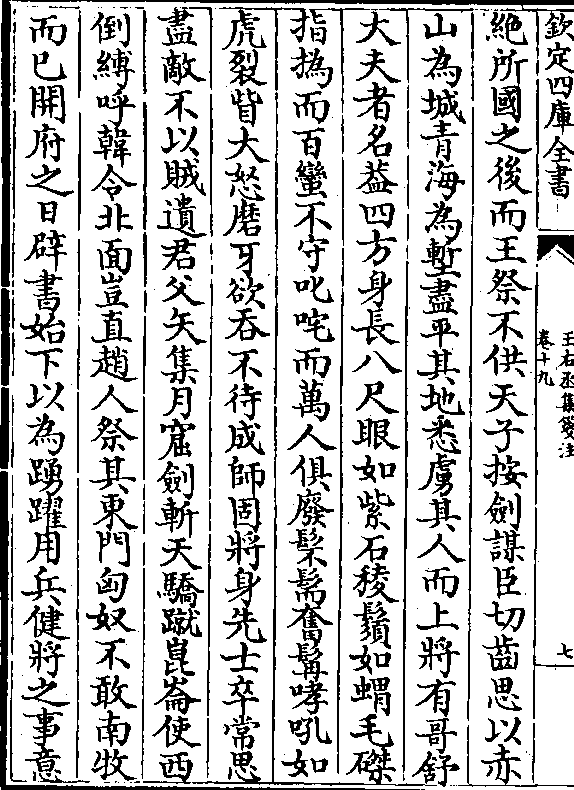 欽定四庫全書
王右丞集箋注
卷十九
七
絶所國之後而王祭不供天子按劍謀臣切齒思以赤
山為城青海為塹盡平其地悉虜其人而上將有哥舒
大夫者名葢四方身長八尺眼如紫石稜鬚如蝟毛磔
指撝而百蠻不守叱咤而萬人俱廢髬髵奮髯哮吼如
虎裂眥大怒磨牙欲吞不待成師固將身先士卒常思
盡敵不以賊遺君父矢集月窟劍斬天驕蹴崑崙使西
倒縛呼韓令北面豈直趙人祭其東門匈奴不敢南牧
而已開府之日辟書始下以為踴躍用兵健將之事意